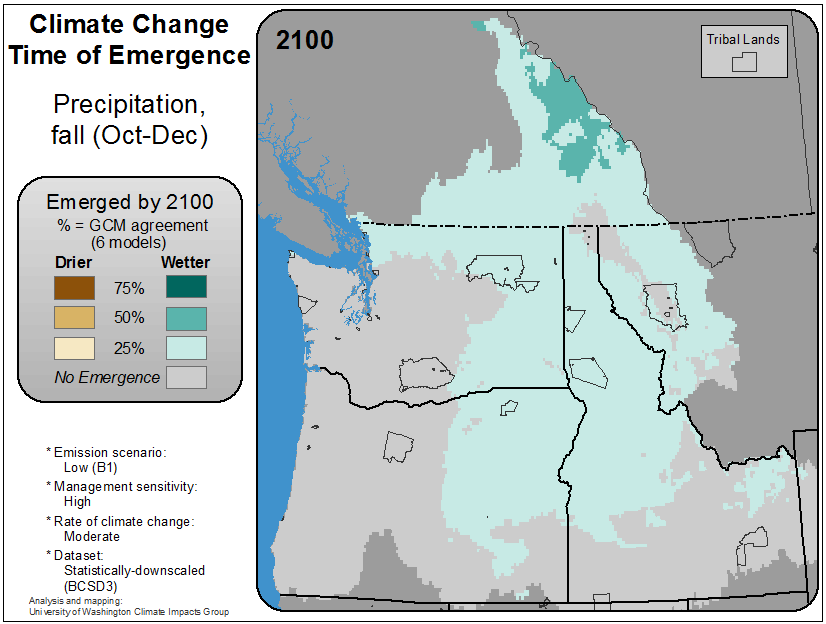 Climate Change
Time of Emergence
Precipitation,
fall (Oct-Dec)
Emerged by 2100
% = GCM agreement
(6 models)
Drier Wetter
75%
50%
25%
No Emergence
* Emission scenario:
Low (B1)
* Management sensitivity:
High
* Rate of climate change:
Moderate
* Dataset:
Statistically-downscaled
(BCSD3)
Analysis and mapping:
University of Washington Climate Impacts Group
2100
Tribal Lands